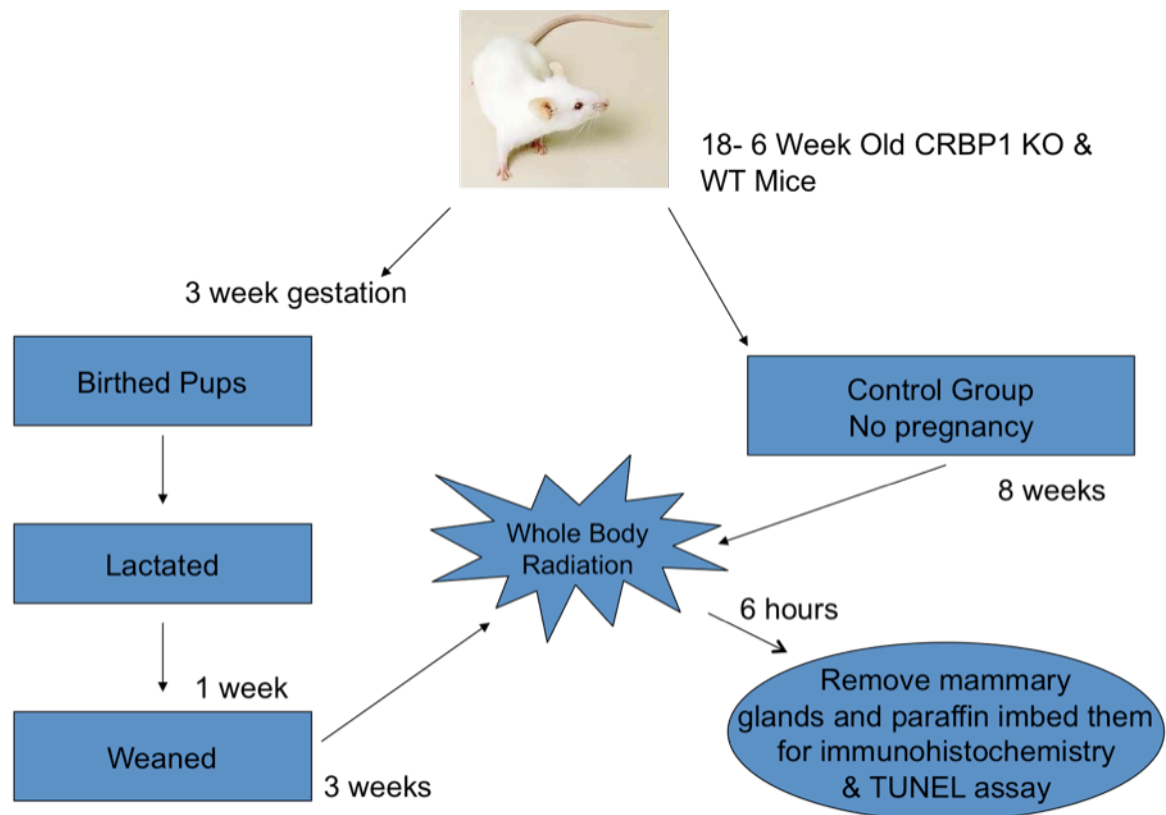 18- 6 Week Old CRBP1 KO &
WT Mice
3 week gestation
Birthed Pups
Control Group
No pregnancy
8 weeks
Lactated
Whole Body
Radiation
6 hours
1 week
Weaned
3 weeks
Remove mammary
glands and paraffin imbed them
for immunohistochemistry
& TUNEL assay